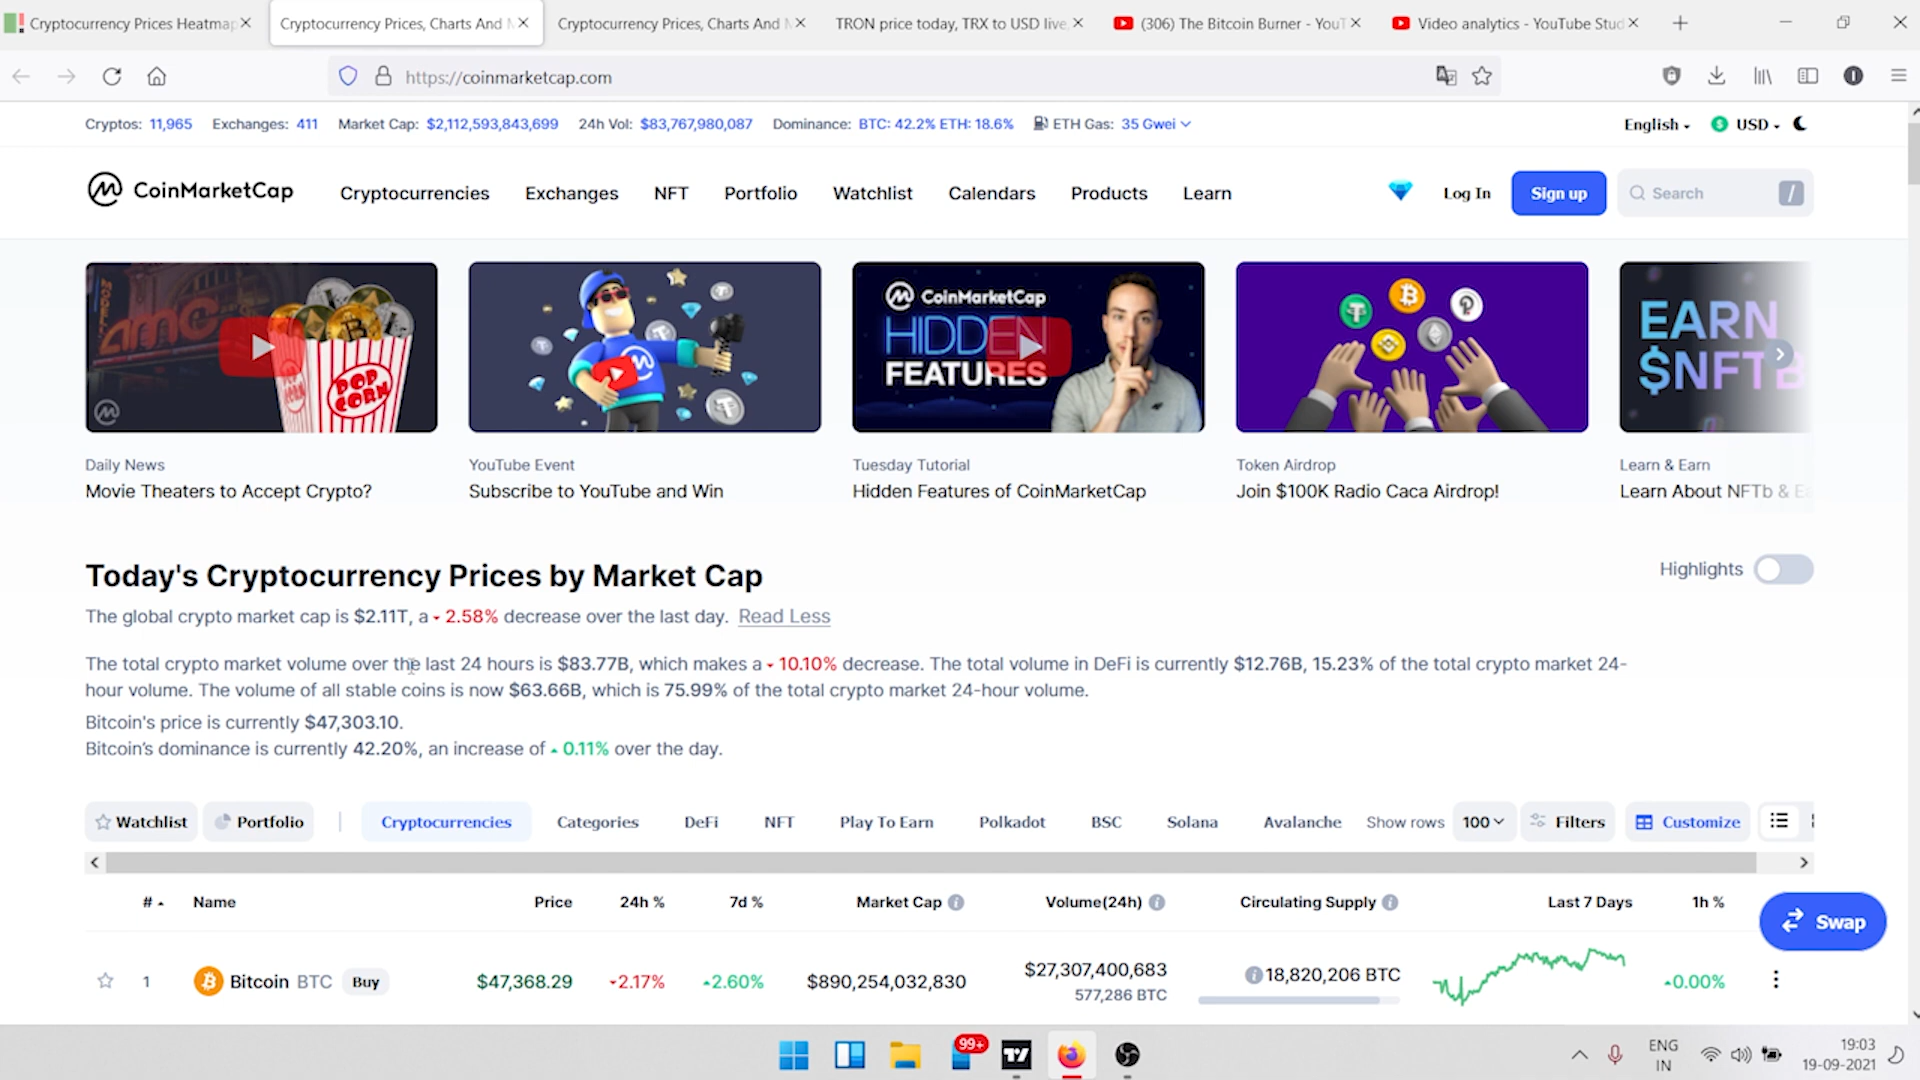 Cryptocurrency Prices Heatmap
Cryptocurrency Prices, Charts And M
Cryptocurrency Prices, Charts And M
TRON price today, TRX to USD live,
(306) The Bitcoin Burner - YouT
Video analytics - YouTube Stud
https://coinmarketcap.com
Cryptos: 11,965 Exchanges: 411 Market Cap: $2,112,593,843,699 24h Vol: $83,767,980,087 Dominance: BTC: 42.2% ETH: 18.6% ETH Gas: 35 Gwei
English USD
CoinMarketCap Cryptocurrencies Exchanges NFT Portfolio Watchlist Calendars Products Learn Log In Sign up Search /
amc
POP CORN
CoinMarketCap
HIDDEN
FEATURES
EARN
$NFTB
Daily News
Movie Theaters to Accept Crypto?
YouTube Event
Subscribe to YouTube and Win
Tuesday Tutorial
Hidden Features of CoinMarketCap
Token Airdrop
Join $100K Radio Caca Airdrop!
Learn & Earn
Learn About NFTb & E
Today's Cryptocurrency Prices by Market Cap
Highlights
The global crypto market cap is $2.11T, a 2.58% decrease over the last day. Read Less
The total crypto market volume over the last 24 hours is $83.77B, which makes a 10.10% decrease. The total volume in DeFi is currently $12.76B, 15.23% of the total crypto market 24-
hour volume. The volume of all stable coins is now $63.66B, which is 75.99% of the total crypto market 24-hour volume.
Bitcoin's price is currently $47,303.10.
Bitcoin's dominance is currently 42.20%, an increase of 0.11% over the day.
Watchlist Portfolio Cryptocurrencies Categories DeFi NFT Play To Earn Polkadot BSC Solana Avalanche Show rows 100 Filters Customize
# Name Price 24h % 7d % Market Cap Volume(24h) Circulating Supply Last 7 Days 1h %
Swap
1 Bitcoin BTC Buy $47,368.29 2.17% 2.60% $890,254,032,830 $27,307,400,683 18,820,206 BTC 0.00%
577,286 BTC
99+
ENG
IN
19:03
19-09-2021